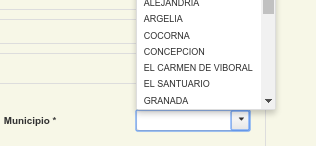 ALEJANDRIA
ARGELIA
COCORNA
CONCEPCION
EL CARMEN DE VIBORAL
EL SANTUARIO
GRANADA
Municipio *